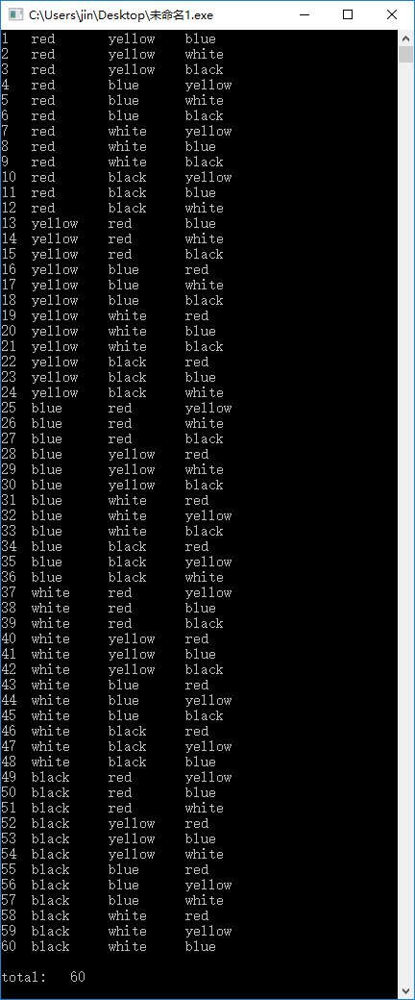 C:\Users\jin\Desktop\未命名1.exe
1 red yellow blue
2 red yellow white
3 red yellow black
4 red blue yellow
5 red blue white
6 red blue black
7 red white yellow
8 red white blue
9 red white black
10 red black yellow
11 red black blue
12 red black white
13 yellow red blue
14 yellow red white
15 yellow red black
16 yellow blue red
17 yellow blue white
18 yellow blue black
19 yellow white red
20 yellow white blue
21 yellow white black
22 yellow black red
23 yellow black blue
24 yellow black white
25 blue red yellow
26 blue red white
27 blue red black
28 blue yellow red
29 blue yellow white
30 blue yellow black
31 blue white red
32 blue white yellow
33 blue white black
34 blue black red
35 blue black yellow
36 blue black white
37 white red yellow
38 white red blue
39 white red black
40 white yellow red
41 white yellow blue
42 white yellow black
43 white blue red
44 white blue yellow
45 white blue black
46 white black red
47 white black yellow
48 white black blue
49 black red yellow
50 black red blue
51 black red white
52 black yellow red
53 black yellow blue
54 black yellow white
55 black blue red
56 black blue yellow
57 black blue white
58 black white red
59 black white yellow
60 black white blue
total: 60